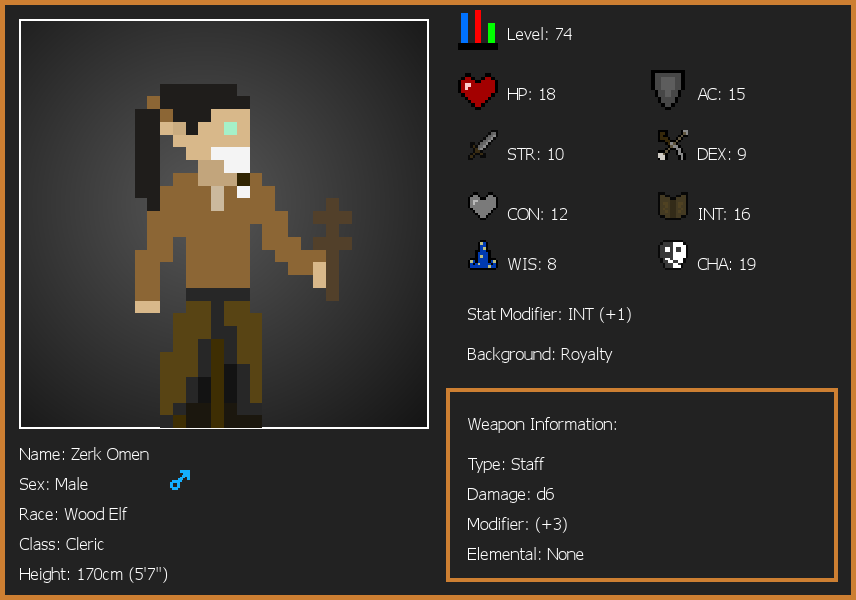 Level: 74
HP: 18
AC: 15
STR: 10
DEX: 9
CON: 12
INT: 16
WIS: 8
CHA: 19
Stat Modifier: INT (+1)
Background: Royalty
Weapon Information:
Type: Staff
Damage: d6
Modifier: (+3)
Elemental: None
Name: Zerk Omen
Sex: Male
Race: Wood Elf
Class: Cleric
Height: 170cm (5'7")